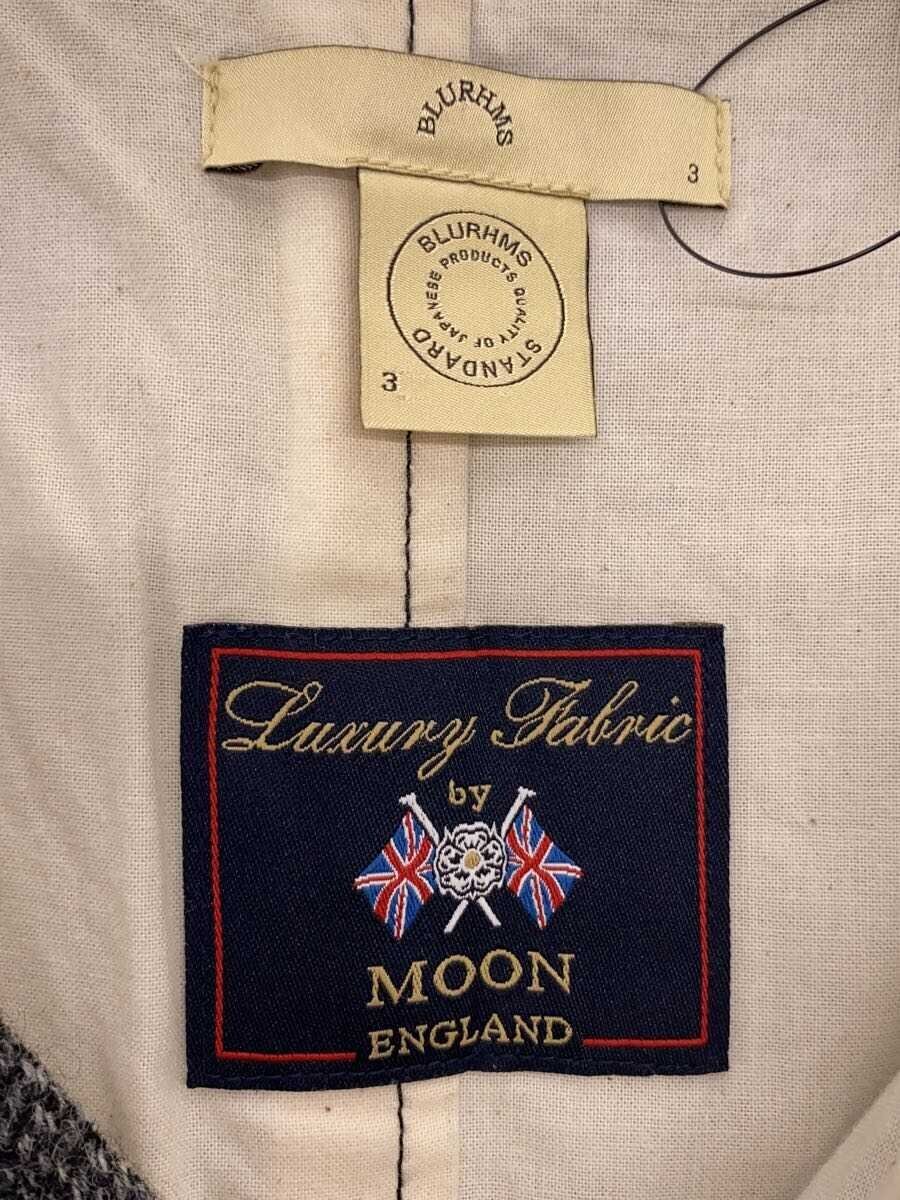 BLURHMS
3
BLURHMS
STANDARD
JAPANESE PRODUCTS QUALITY OF
3
Luxury Fabric
by
MOON
ENGLAND